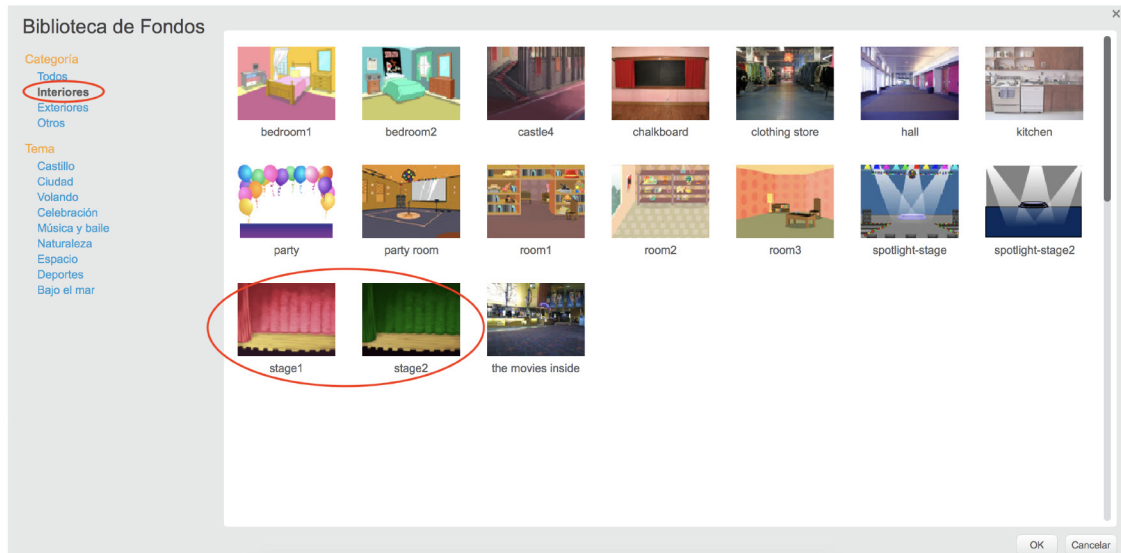 Biblioteca de Fondos
×
Categoría
Todos
Interiores
Exteriores
Otros
Tema
Castillo
Ciudad
Volando
Celebración
Música y baile
Naturaleza
Espacio
Deportes
Bajo el mar
bedroom1 bedroom2 castle4 chalkboard clothing store hall kitchen
party party room room1 room2 room3 spotlight-stage spotlight-stage2
stage1 stage2 the movies inside
OK Cancelar